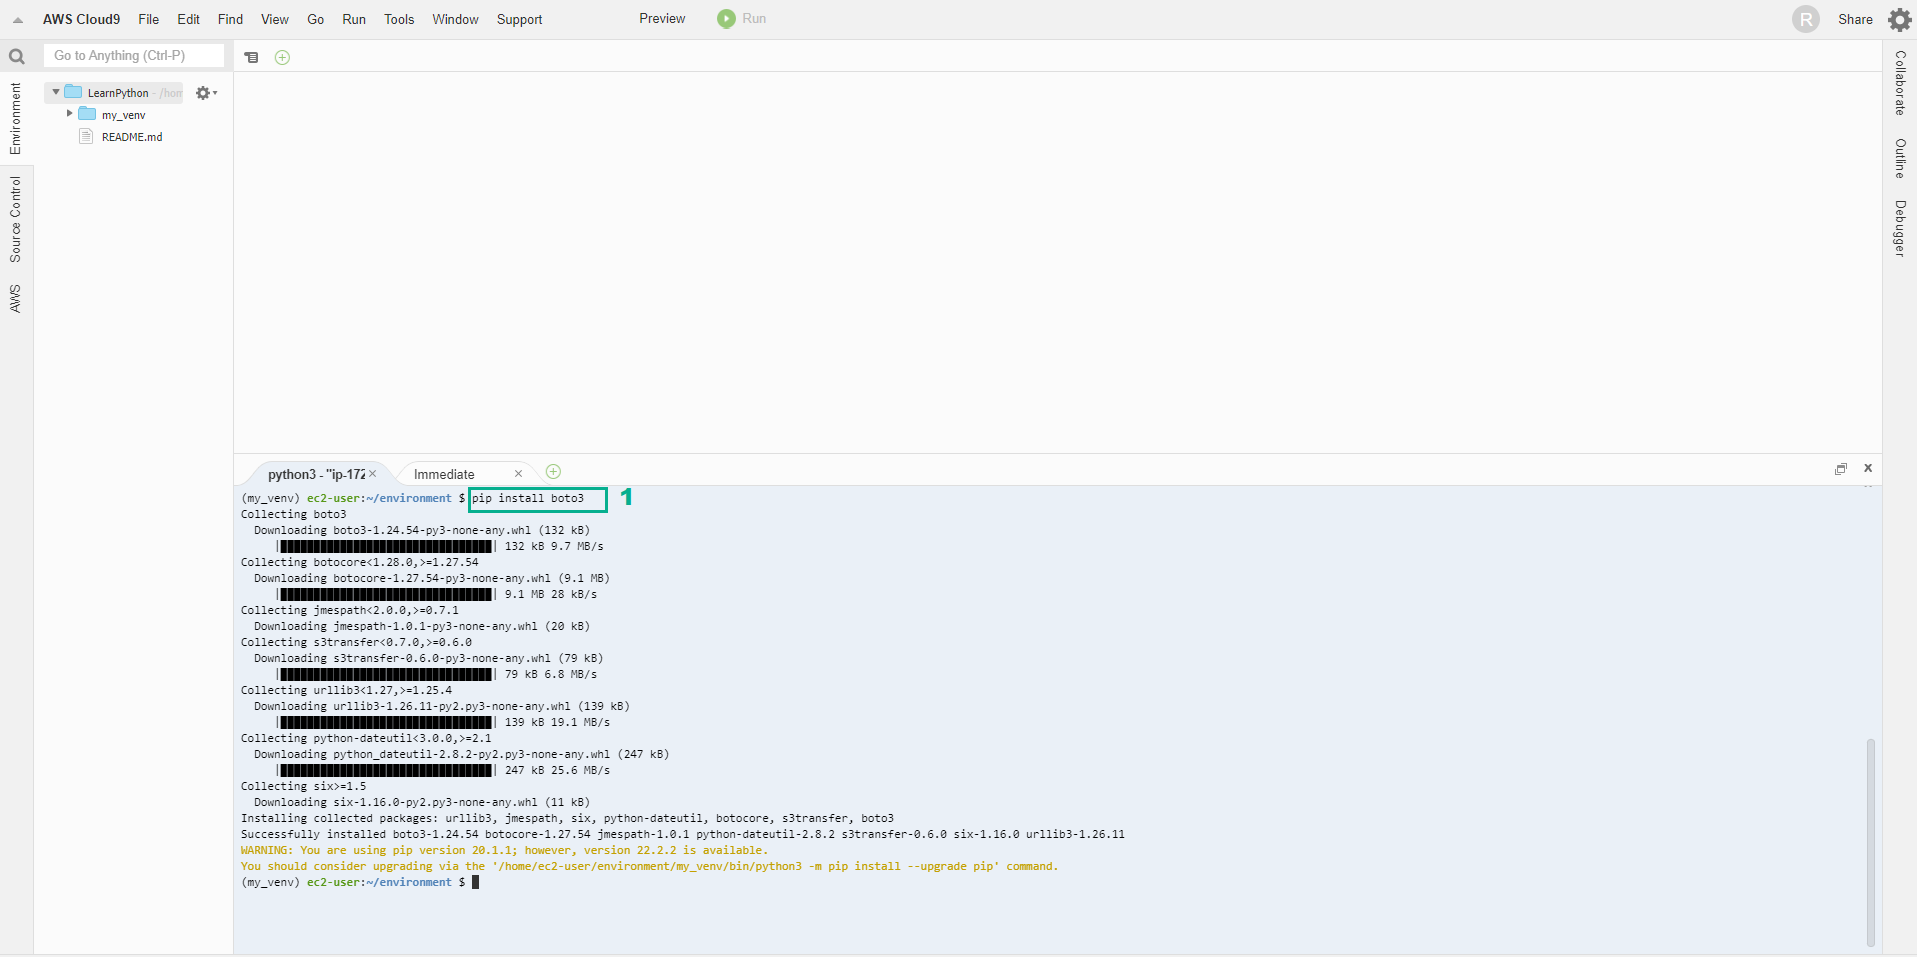 AWS Cloud9 File Edit Find View Go Run Tools Window Support Preview Run R Share
Go to Anything (Ctrl-P)
Environment
Source Control
AWS
LearnPython - /hom
my_venv
README.md
Collaborate
Outline
Debugger
python3 - "ip-172 × Immediate ×
(my_venv) ec2-user:~/environment $ pip install boto3 1
Collecting boto3
Downloading boto3-1.24.54-py3-none-any.whl (132 kB)
132 kB 9.7 MB/s
Collecting botocore<1.28.0,>=1.27.54
Downloading botocore-1.27.54-py3-none-any.whl (9.1 MB)
9.1 MB 28 kB/s
Collecting jmespath<2.0.0,>=0.7.1
Downloading jmespath-1.0.1-py3-none-any.whl (20 kB)
Collecting s3transfer<0.7.0,>=0.6.0
Downloading s3transfer-0.6.0-py3-none-any.whl (79 kB)
79 kB 6.8 MB/s
Collecting urllib3<1.27,>=1.25.4
Downloading urllib3-1.26.11-py2.py3-none-any.whl (139 kB)
139 kB 19.1 MB/s
Collecting python-dateutil<3.0.0,>=2.1
Downloading python_dateutil-2.8.2-py2.py3-none-any.whl (247 kB)
247 kB 25.6 MB/s
Collecting six>=1.5
Downloading six-1.16.0-py2.py3-none-any.whl (11 kB)
Installing collected packages: urllib3, jmespath, six, python-dateutil, botocore, s3transfer, boto3
Successfully installed boto3-1.24.54 botocore-1.27.54 jmespath-1.0.1 python-dateutil-2.8.2 s3transfer-0.6.0 six-1.16.0 urllib3-1.26.11
WARNING: You are using pip version 20.1.1; however, version 22.2.2 is available.
You should consider upgrading via the '/home/ec2-user/environment/my_venv/bin/python3 -m pip install --upgrade pip' command.
(my_venv) ec2-user:~/environment $